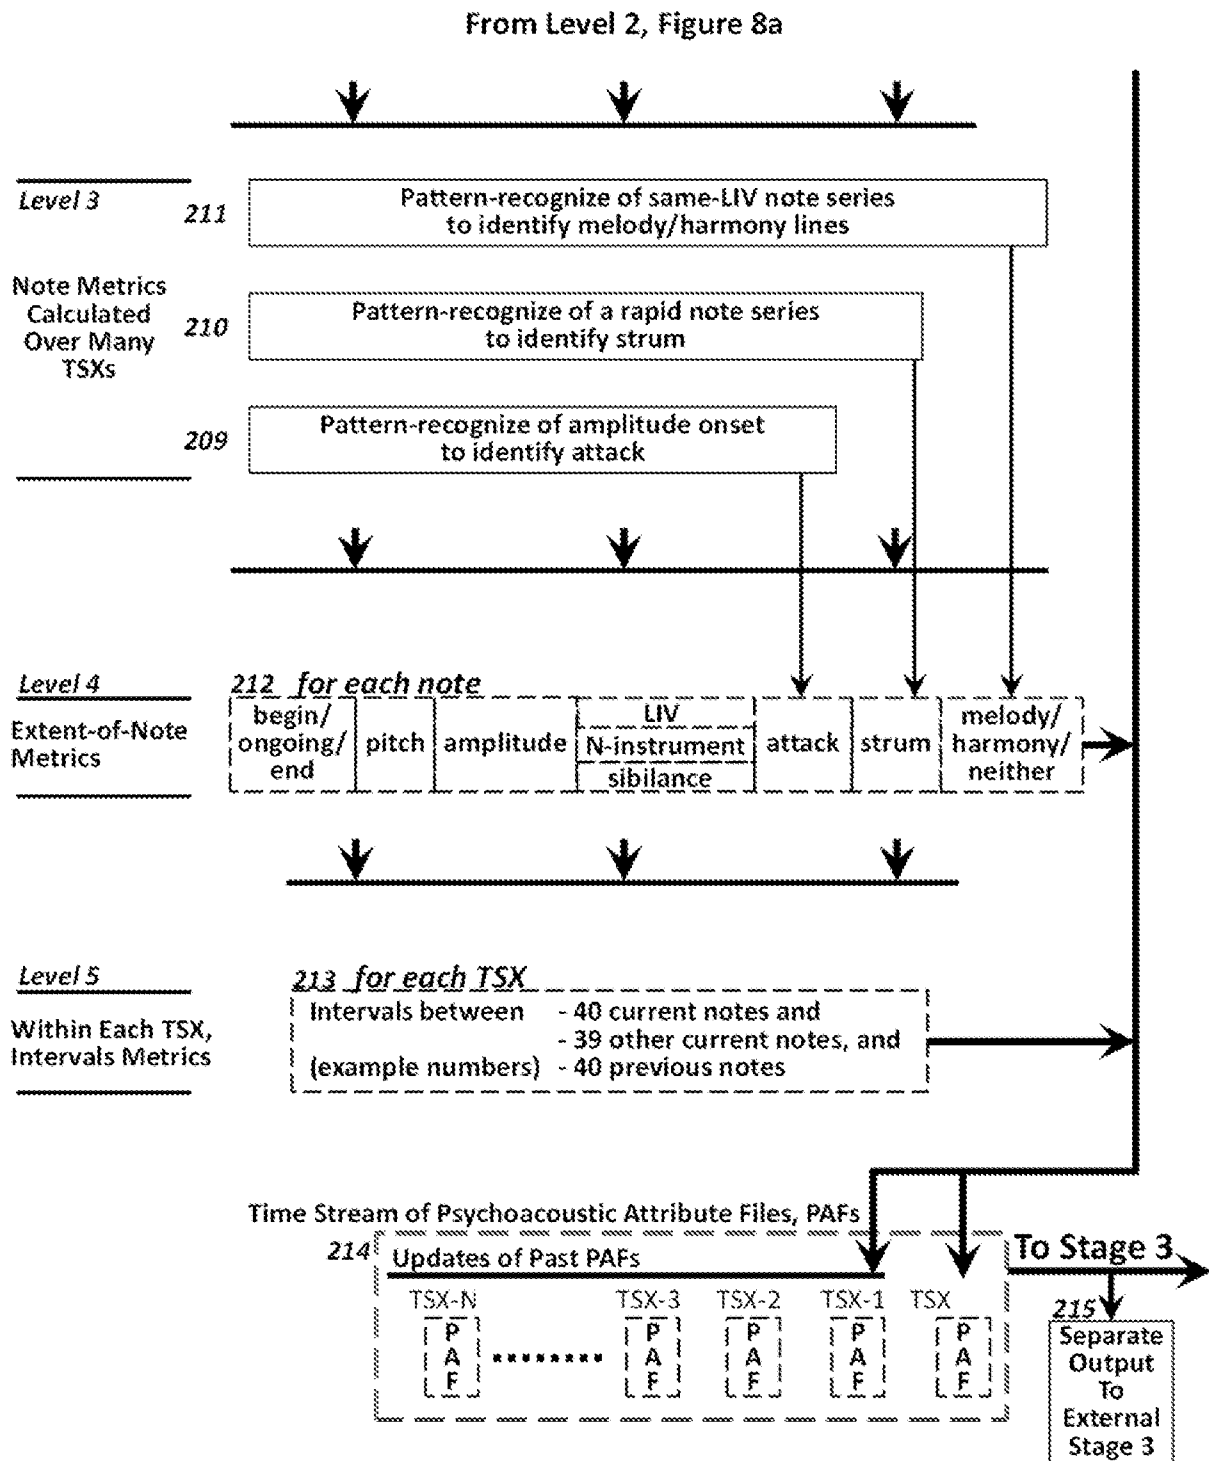 From Level 2, Figure 8a
Level 3
211
Pattern-recognize of same-LIV note series
to identify melody/harmony lines
Note Metrics
Calculated
Over Many
TSXs
210
Pattern-recognize of a rapid note series
to identify strum
209
Pattern-recognize of amplitude onset
to identify attack
Level 4
Extent-of-Note
Metrics
212 for each note
begin/
ongoing/
end
pitch
amplitude
LIV
N-instrument
sibilance
attack
strum
melody/
harmony/
neither
Level 5
Within Each TSX,
Intervals Metrics
213 for each TSX
Intervals between - 40 current notes and
- 39 other current notes, and
(example numbers) - 40 previous notes
Time Stream of Psychoacoustic Attribute Files, PAFs
214
Updates of Past PAFs
To Stage 3
TSX-N TSX-3 TSX-2 TSX-1 TSX
P P P P P
A A A A A
F F F F F
215
Separate
Output
To
External
Stage 3